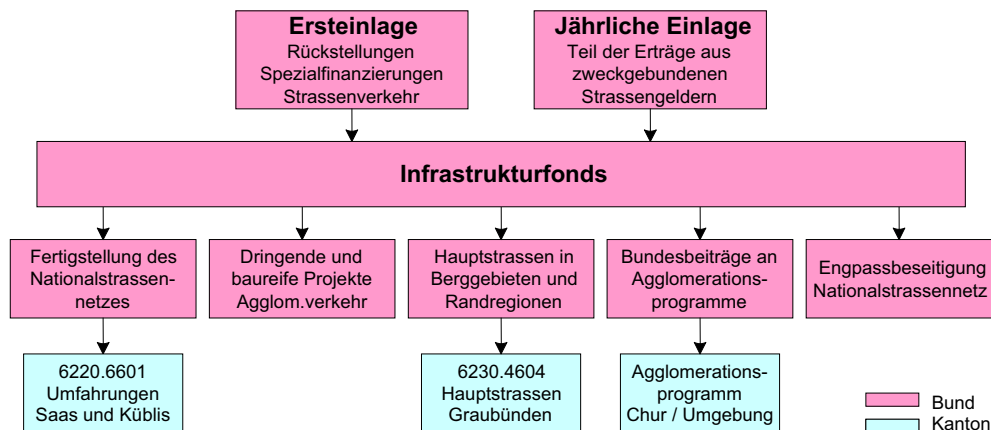 Ersteinlage
Rückstellungen
Spezialfinanzierungen
Strassenverkehr
Jährliche Einlage
Teil der Erträge aus
zweckgebundenen
Strassengeldern
Infrastrukturfonds
Fertigstellung des
Nationalstrassen-
netzes
Dringende und
baureife Projekte
Agglom.verkehr
Hauptstrassen in
Berggebieten und
Randregionen
Bundesbeiträge an
Agglomerations-
programme
Engpassbeseitigung
Nationalstrassennetz
6220.6601
Umfahrungen
Saas und Küblis
6230.4604
Hauptstrassen
Graubünden
Agglomerations-
programm
Chur / Umgebung
Bund
Kanton